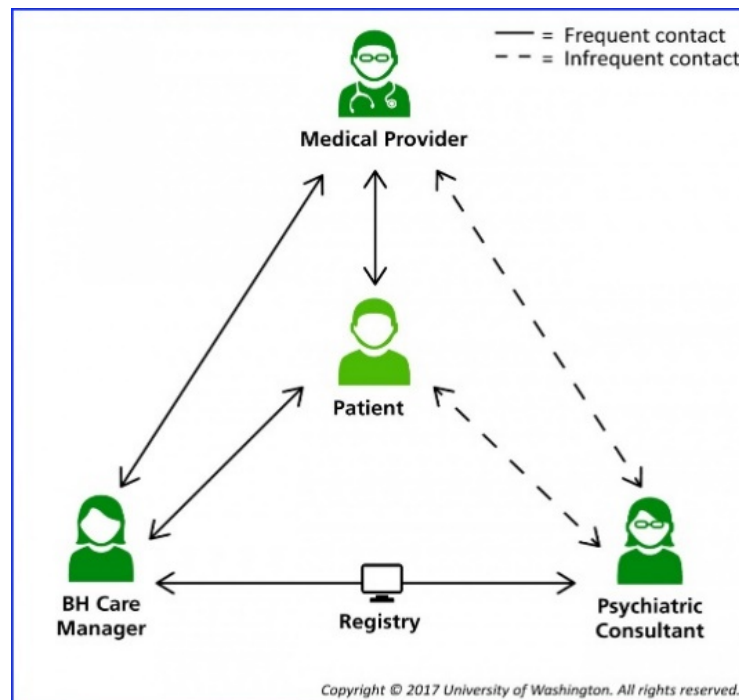 = Frequent contact
= Infrequent contact
Medical Provider
Patient
BH Care
Manager
Registry
Psychiatric
Consultant
Copyright © 2017 University of Washington. All rights reserved.